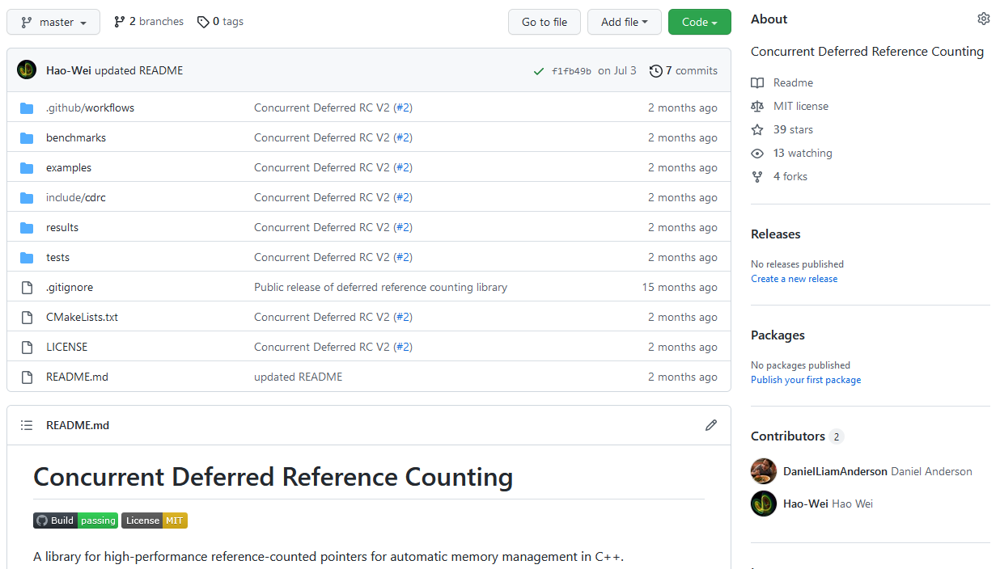 master
2 branches
0 tags
Go to file
Add file
Code
Hao-Wei updated README
f1fb49b on Jul 3
7 commits
.github/workflows Concurrent Deferred RC V2 (#2) 2 months ago
benchmarks Concurrent Deferred RC V2 (#2) 2 months ago
examples Concurrent Deferred RC V2 (#2) 2 months ago
include/cdrc Concurrent Deferred RC V2 (#2) 2 months ago
results Concurrent Deferred RC V2 (#2) 2 months ago
tests Concurrent Deferred RC V2 (#2) 2 months ago
.gitignore Public release of deferred reference counting library 15 months ago
CMakeLists.txt Concurrent Deferred RC V2 (#2) 2 months ago
LICENSE Concurrent Deferred RC V2 (#2) 2 months ago
README.md updated README 2 months ago
README.md
Concurrent Deferred Reference Counting
Build passing License MIT
A library for high-performance reference-counted pointers for automatic memory management in C++.
About
Concurrent Deferred Reference Counting
Readme
MIT license
39 stars
13 watching
4 forks
Releases
No releases published
Create a new release
Packages
No packages published
Publish your first package
Contributors 2
DanielLiamAnderson Daniel Anderson
Hao-Wei Hao Wei